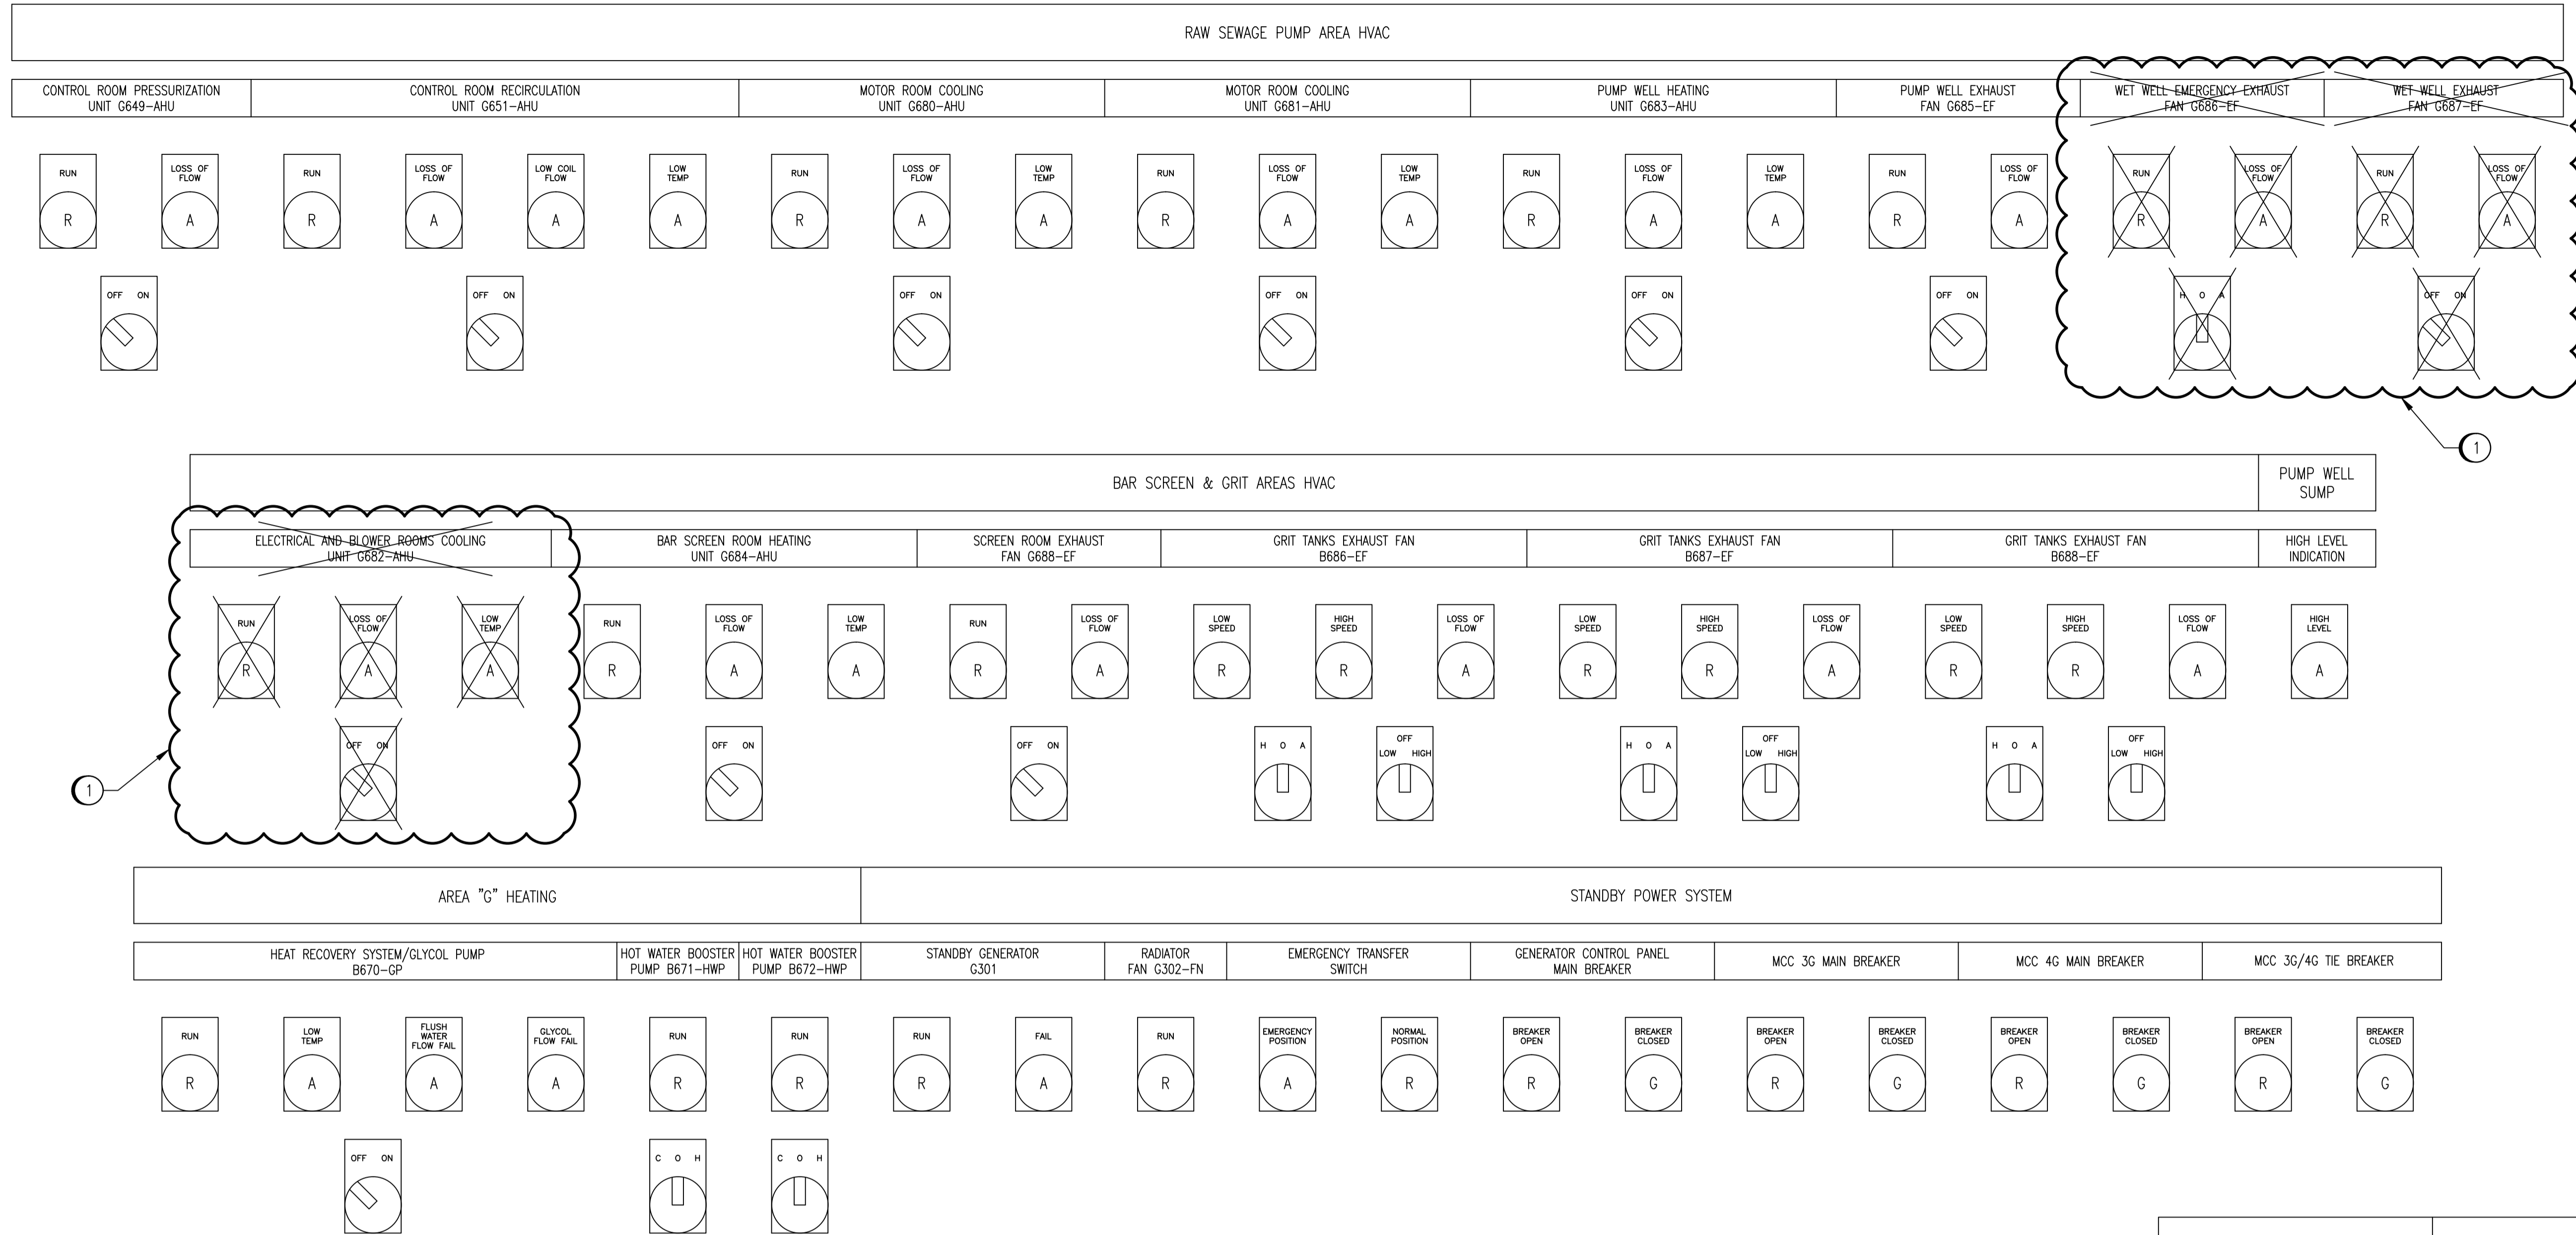 RAW SEWAGE PUMP AREA HVAC
CONTROL ROOM PRESSURIZATION
UNIT G649-AHU
CONTROL ROOM RECIRCULATION
UNIT G651-AHU
MOTOR ROOM COOLING
UNIT G680-AHU
MOTOR ROOM COOLING
UNIT G681-AHU
PUMP WELL HEATING
UNIT G683-AHU
PUMP WELL EXHAUST
FAN G685-EF
WET WELL EMERGENCY EXHAUST
FAN G686-EF
WET WELL EXHAUST
FAN G687-EF
RUN
R
LOSS OF
FLOW
A
RUN
R
LOSS OF
FLOW
A
LOW COIL
FLOW
A
LOW
TEMP
A
RUN
R
LOSS OF
FLOW
A
LOW
TEMP
A
RUN
R
LOSS OF
FLOW
A
LOW
TEMP
A
RUN
R
LOSS OF
FLOW
A
LOW
TEMP
A
RUN
R
LOSS OF
FLOW
A
RUN
R
LOSS OF
FLOW
A
RUN
R
LOSS OF
FLOW
A
OFF ON
OFF ON
OFF ON
OFF ON
OFF ON
OFF ON
H O A
OFF ON
1
BAR SCREEN & GRIT AREAS HVAC
PUMP WELL
SUMP
ELECTRICAL AND BLOWER ROOMS COOLING
UNIT G682-AHU
BAR SCREEN ROOM HEATING
UNIT G684-AHU
SCREEN ROOM EXHAUST
FAN G688-EF
GRIT TANKS EXHAUST FAN
B686-EF
GRIT TANKS EXHAUST FAN
B687-EF
GRIT TANKS EXHAUST FAN
B688-EF
HIGH LEVEL
INDICATION
RUN
R
LOSS OF
FLOW
A
LOW
TEMP
A
RUN
R
LOSS OF
FLOW
A
LOW
TEMP
A
RUN
R
LOSS OF
FLOW
A
LOW
SPEED
R
HIGH
SPEED
R
LOSS OF
FLOW
A
LOW
SPEED
R
HIGH
SPEED
R
LOSS OF
FLOW
A
LOW
SPEED
R
HIGH
SPEED
R
LOSS OF
FLOW
A
HIGH
LEVEL
A
1
OFF ON
OFF ON
OFF ON
H O A
OFF
LOW HIGH
H O A
OFF
LOW HIGH
H O A
OFF
LOW HIGH
AREA "G" HEATING
STANDBY POWER SYSTEM
HEAT RECOVERY SYSTEM/GLYCOL PUMP
B670-GP
HOT WATER BOOSTER
PUMP B671-HWP
HOT WATER BOOSTER
PUMP B672-HWP
STANDBY GENERATOR
G301
RADIATOR
FAN G302-FN
EMERGENCY TRANSFER
SWITCH
GENERATOR CONTROL PANEL
MAIN BREAKER
MCC 3G MAIN BREAKER
MCC 4G MAIN BREAKER
MCC 3G/4G TIE BREAKER
RUN
R
LOW
TEMP
A
FLUSH
WATER
FLOW FAIL
A
GLYCOL
FLOW FAIL
A
RUN
R
RUN
R
RUN
R
FAIL
A
RUN
R
EMERGENCY
POSITION
A
NORMAL
POSITION
R
BREAKER
OPEN
R
BREAKER
CLOSED
G
BREAKER
OPEN
R
BREAKER
CLOSED
G
BREAKER
OPEN
R
BREAKER
CLOSED
G
BREAKER
OPEN
R
BREAKER
CLOSED
G
OFF ON
C O H
C O H